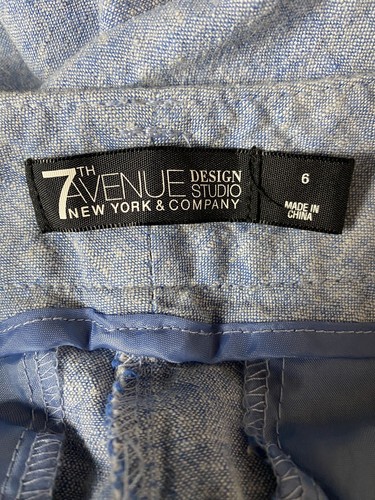 7TH AVENUE DESIGN STUDIO
NEW YORK & COMPANY
6
MADE IN
CHINA